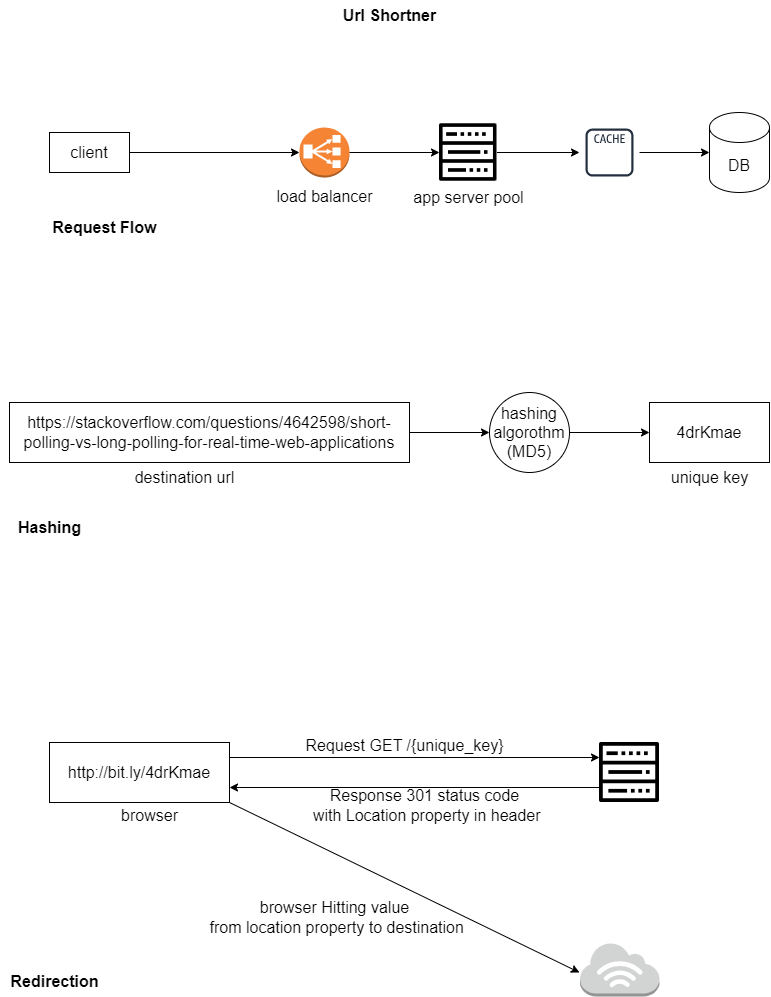 Url Shortner
client
CACHE
DB
load balancer
app server pool
Request Flow
https://stackoverflow.com/questions/4642598/short-
polling-vs-long-polling-for-real-time-web-applications
hashing
algorothm
(MD5)
4drKmae
destination url
unique key
Hashing
Request GET /{unique_key}
http://bit.ly/4drKmae
Response 301 status code
with Location property in header
browser
browser Hitting value
from location property to destination
Redirection